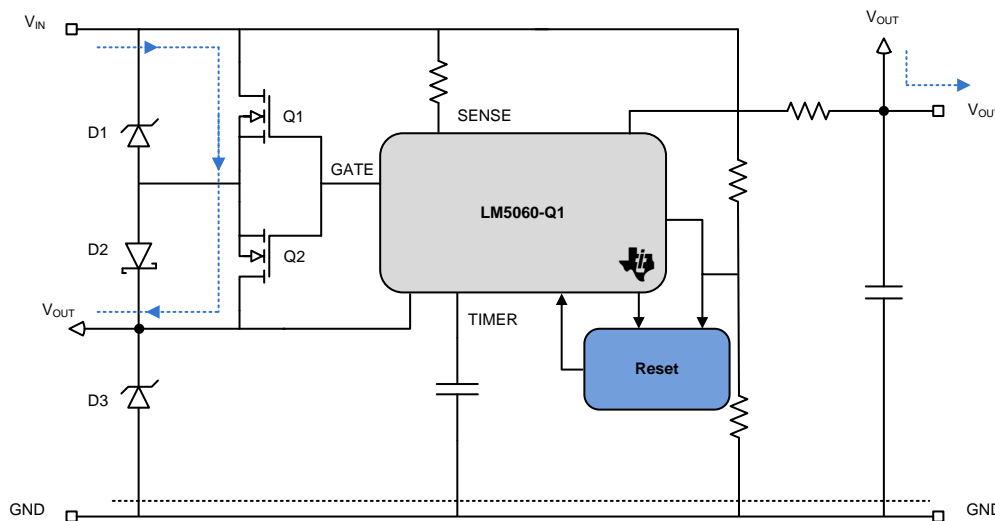 VIN
VOUT
D1
Q1
SENSE
VOUT
GATE
LM5060-Q1
D2
Q2
VOUT
TIMER
D3
Reset
GND
GND